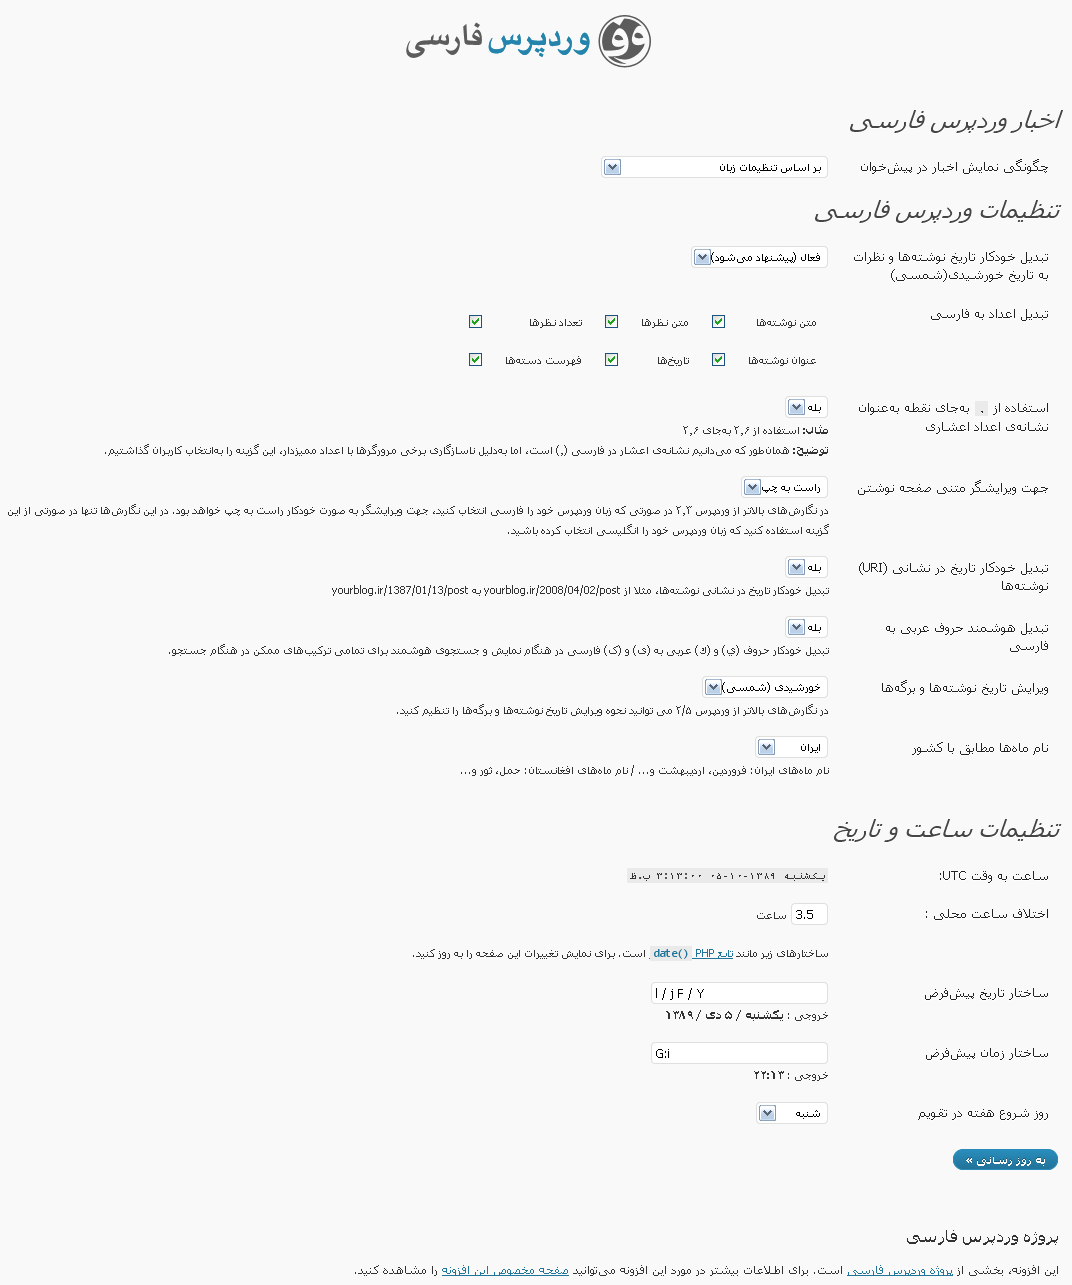 وردپرس فارسی
اخبار وردپرس فارسی
چگونگی نمایش اخبار در پیش‌خوان
بر اساس تنظیمات زبان
تنظیمات وردپرس فارسی
تبدیل خودکار تاریخ نوشته‌ها و نظرات
به تاریخ خورشیدی(شمسی)
فعال (پیشنهاد می‌شود)
تبدیل اعداد به فارسی
متن نوشته‌ها متن نظرها تعداد نظرها
عنوان نوشته‌ها تاریخ‌ها فهرست دسته‌ها
استفاده از , به‌جای نقطه به‌عنوان
نشانه‌ی اعداد اعشاری
بله
مثال: استفاده از ۲,۶ به‌جای ۲.۶
توضیح: همان‌طور که می‌دانیم نشانه‌ی اعشار در فارسی (,) است، اما به‌دلیل ناسازگاری برخی مرورگرها با اعداد ممیزدار، این گزینه را به‌انتخاب کاربران گذاشتیم.
جهت ویرایشگر متنی صفحه نوشتن
راست به چپ
در نگارش‌های بالاتر از وردپرس ۲,۳ در صورتی که زبان وردپرس خود را فارسی انتخاب کنید، جهت ویرایشگر به صورت خودکار راست به چپ خواهد بود. در این نگارش‌ها تنها در صورتی از این
گزینه استفاده کنید که زبان وردپرس خود را انگلیسی انتخاب کرده باشید.
تبدیل خودکار تاریخ در نشانی (URI)
نوشته‌ها
بله
تبدیل خودکار تاریخ در نشانی نوشته‌ها، مثلا از yourblog.ir/2008/04/02/post به yourblog.ir/1387/01/13/post
تبدیل هوشمند حروف عربی به
فارسی
بله
تبدیل خودکار حروف (ي) و (ك) عربی به (ی) و (ک) فارسی در هنگام نمایش و جستجوی هوشمند برای تمامی ترکیب‌های ممکن در هنگام جستجو.
ویرایش تاریخ نوشته‌ها و برگه‌ها
خورشیدی (شمسی)
در نگارش‌های بالاتر از وردپرس ۲/۵ می توانید نحوه ویرایش تاریخ نوشته‌ها و برگه‌ها را تنظیم کنید.
نام ماه‌ها مطابق با کشور
ایران
نام ماه‌های ایران: فروردین، اردیبهشت و... / نام ماه‌های افغانستان: حمل، ثور و...
تنظیمات ساعت و تاریخ
ساعت به وقت UTC:
یکشنبه ۱۳۸۹-۱۰-۰۵ ۳:۱۳:۰۰ ب.ظ
اختلاف ساعت محلی :
3.5 ساعت
ساختارهای زیر مانند تابع PHP date() است. برای نمایش تغییرات این صفحه را به روز کنید.
ساختار تاریخ پیش‌فرض
l / j F / Y
خروجی : یکشنبه / ۵ دی / ۱۳۸۹
ساختار زمان پیش‌فرض
G:i
خروجی : ۲۲:۱۳
روز شروع هفته در تقویم
شنبه
به روز رسانی »
پروژه وردپرس فارسی
این افزونه، بخشی از پروژه وردپرس فارسی است. برای اطلاعات بیشتر در مورد این افزونه می‌توانید صفحه مخصوص این افزونه را مشاهده کنید.